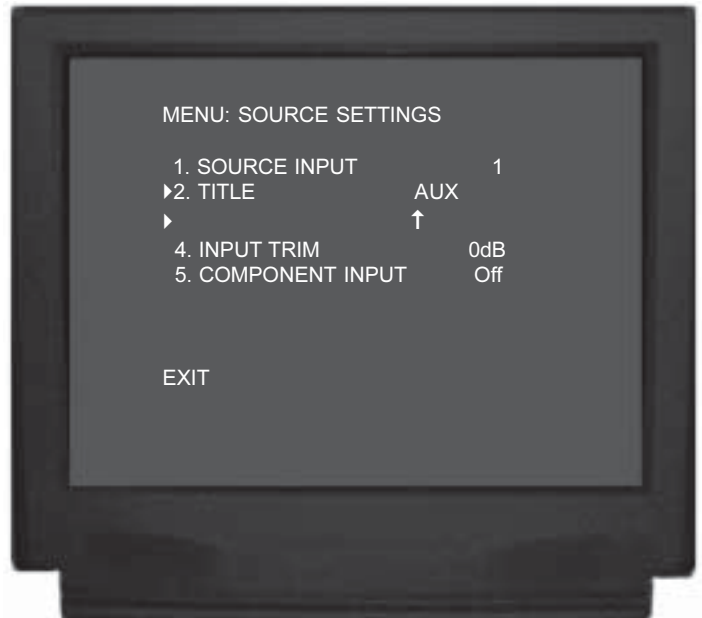 MENU: SOURCE SETTINGS
1. SOURCE INPUT 1
▶2. TITLE AUX
▶ ↑
4. INPUT TRIM 0dB
5. COMPONENT INPUT Off
EXIT